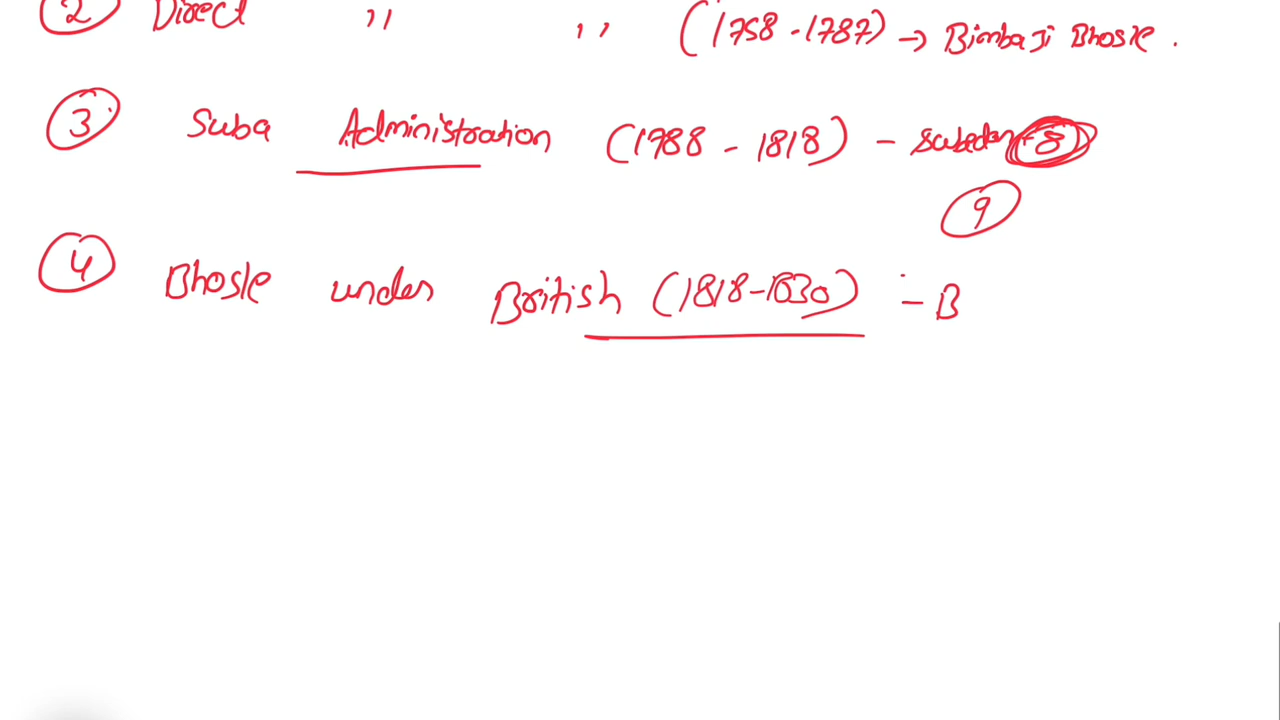 ② Direct ,, ,, (1758-1787) → Bimbaji Bhosle.
③ Suba Administration (1788 - 1818) - Subedar - 8
9
④ Bhosle under British (1818-1830) :- B